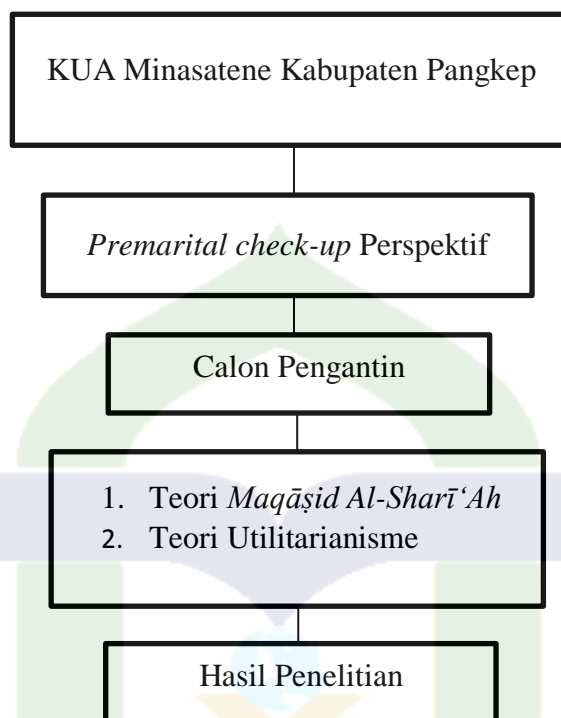 KUA Minasatene Kabupaten Pangkep
Premarital check-up Perspektif
Calon Pengantin
1. Teori Maqāṣid Al-Sharī‘Ah
2. Teori Utilitarianisme
Hasil Penelitian